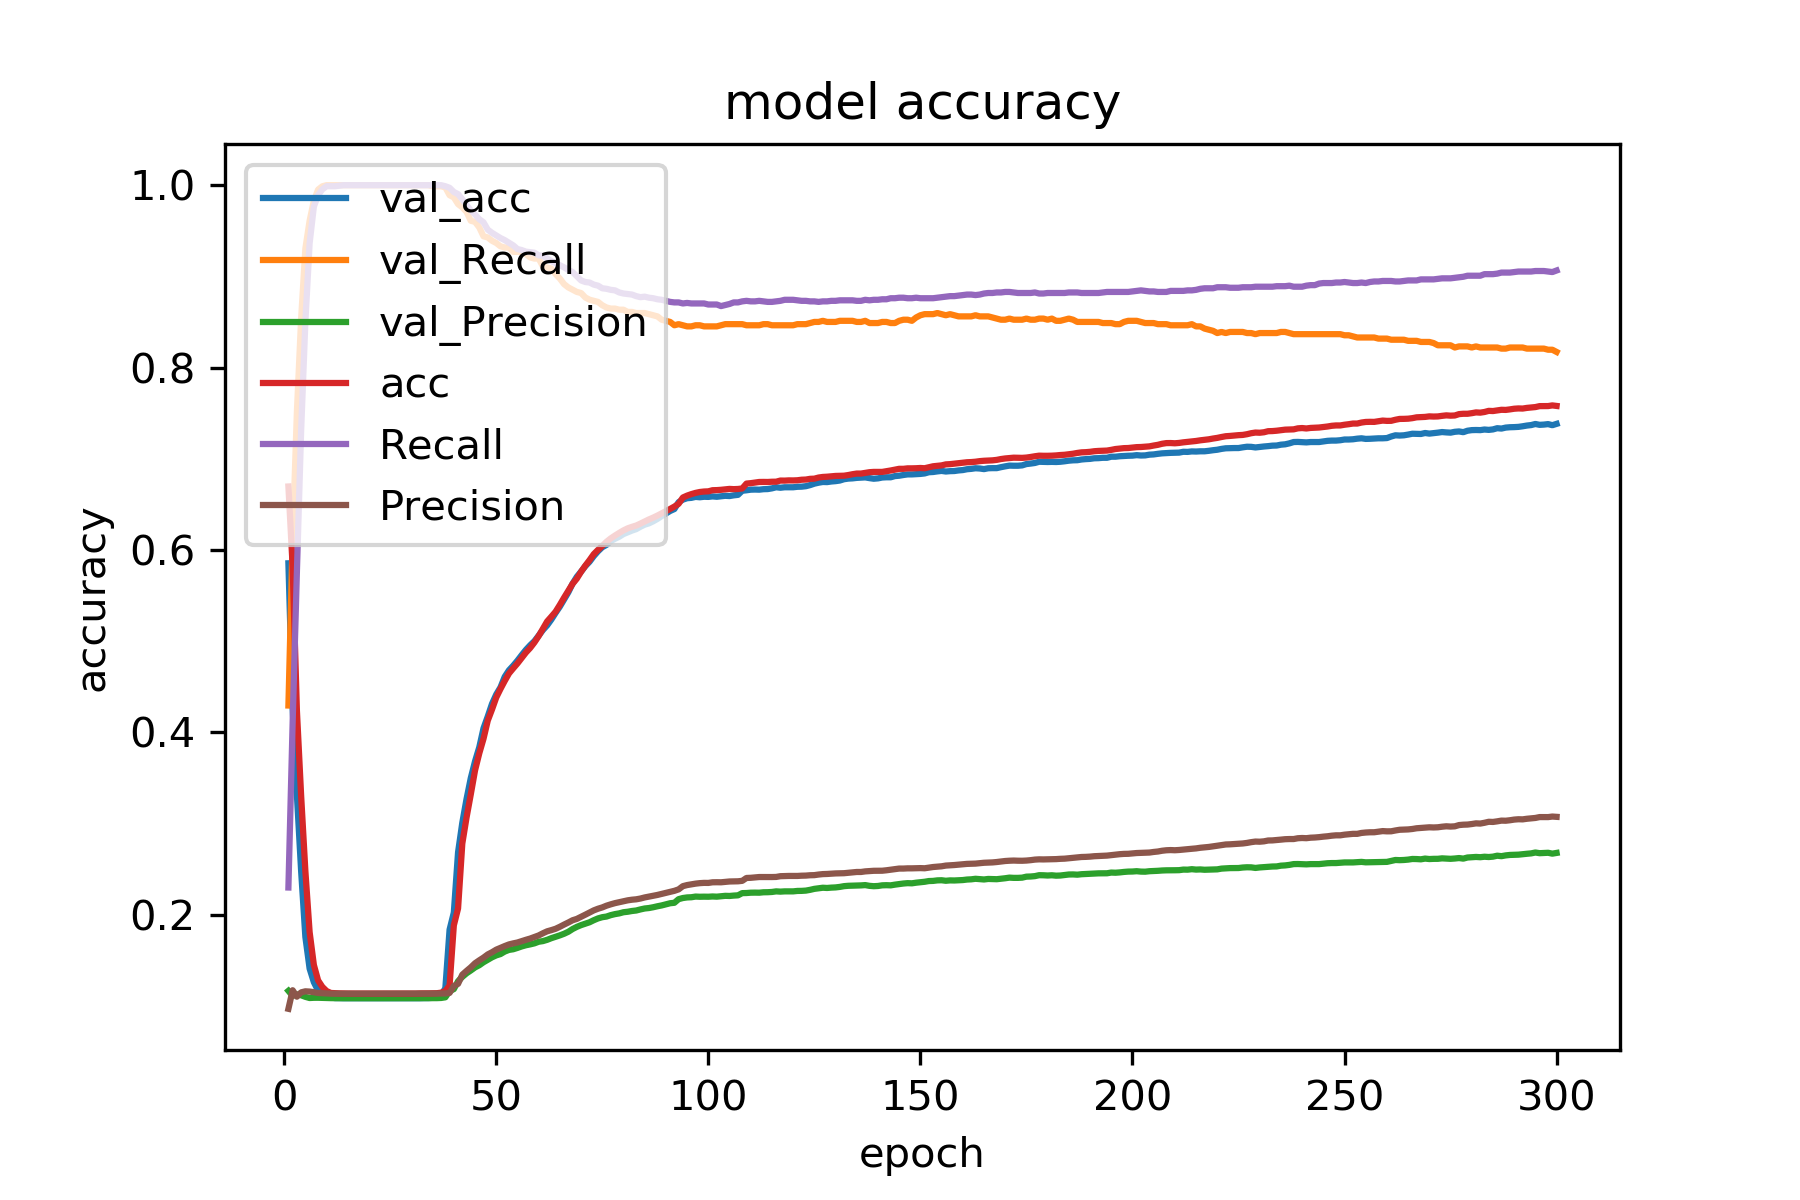 model accuracy
val_acc
val_Recall
val_Precision
acc
Recall
Precision
accuracy
1.0
0.8
0.6
0.4
0.2
0 50 100 150 200 250 300
epoch